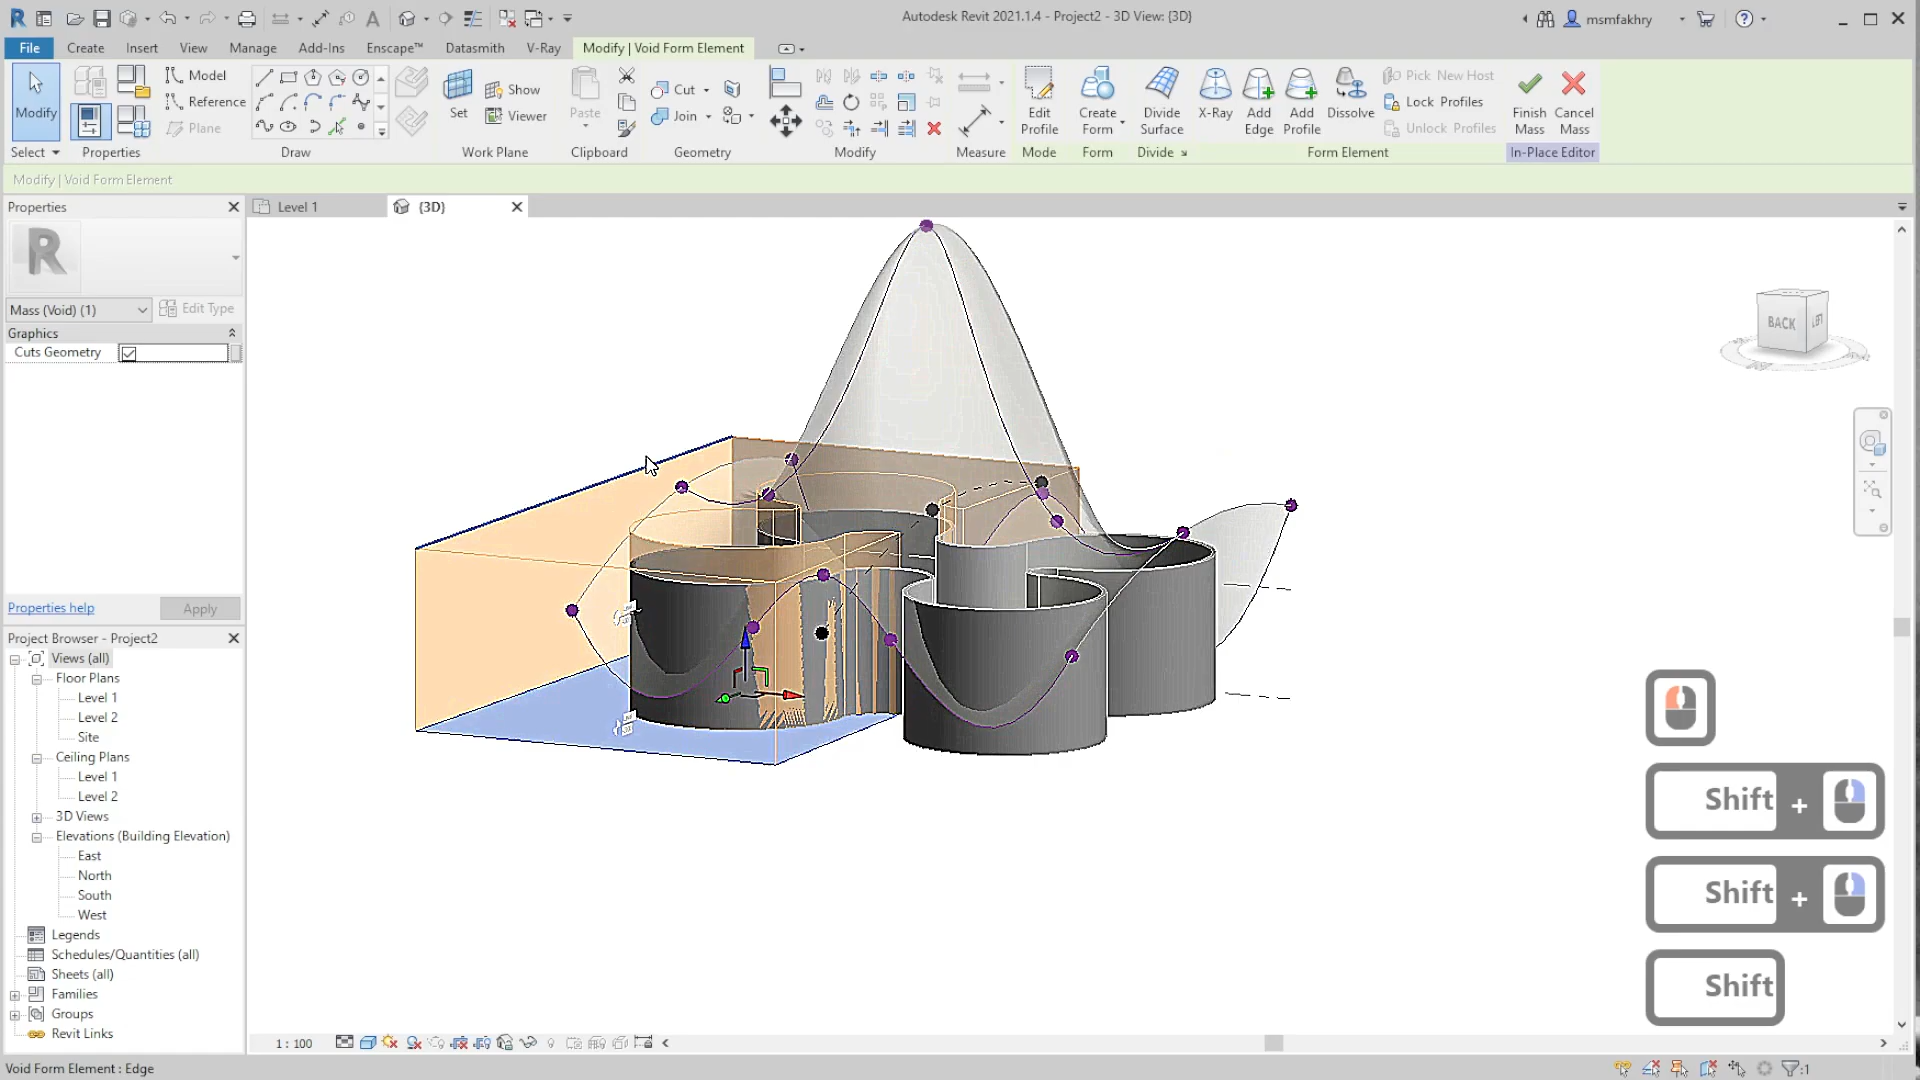 Autodesk Revit 2021.1.4 - Project2 - 3D View: {3D}
msmfakhry
File Create Insert View Manage Add-Ins Enscape™ Datasmith V-Ray Modify | Void Form Element
Modify
Model
Reference
Plane
Set
Show
Viewer
Paste
Cut
Join
Edit Profile
Create Form
Divide Surface
X-Ray
Add Edge
Add Profile
Dissolve
Pick New Host
Lock Profiles
Unlock Profiles
Finish Mass
Cancel Mass
Select Properties Draw Work Plane Clipboard Geometry Modify Measure Mode Form Divide Form Element In-Place Editor
Modify | Void Form Element
Properties
Level 1
{3D}
R
Mass (Void) (1)
Edit Type
Graphics
Cuts Geometry
Properties help
Apply
Project Browser - Project2
Views (all)
Floor Plans
Level 1
Level 2
Site
Ceiling Plans
Level 1
Level 2
3D Views
Elevations (Building Elevation)
East
North
South
West
Legends
Schedules/Quantities (all)
Sheets (all)
Families
Groups
Revit Links
BACK
Shift +
Shift +
Shift
1 : 100
Void Form Element : Edge
:1